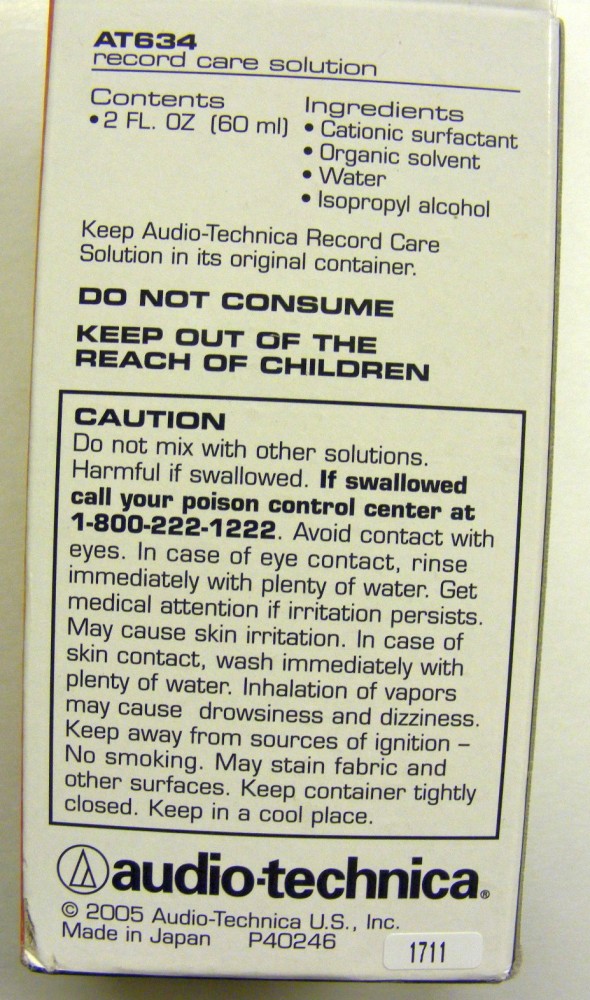 AT634
record care solution
Contents
• 2 FL. OZ (60 ml)
Ingredients
• Cationic surfactant
• Organic solvent
• Water
• Isopropyl alcohol
Keep Audio-Technica Record Care
Solution in its original container.
DO NOT CONSUME
KEEP OUT OF THE
REACH OF CHILDREN
CAUTION
Do not mix with other solutions.
Harmful if swallowed. If swallowed
call your poison control center at
1-800-222-1222. Avoid contact with
eyes. In case of eye contact, rinse
immediately with plenty of water. Get
medical attention if irritation persists.
May cause skin irritation. In case of
skin contact, wash immediately with
plenty of water. Inhalation of vapors
may cause drowsiness and dizziness.
Keep away from sources of ignition –
No smoking. May stain fabric and
other surfaces. Keep container tightly
closed. Keep in a cool place.
audio-technica®
© 2005 Audio-Technica U.S., Inc.
Made in Japan P40246
1711